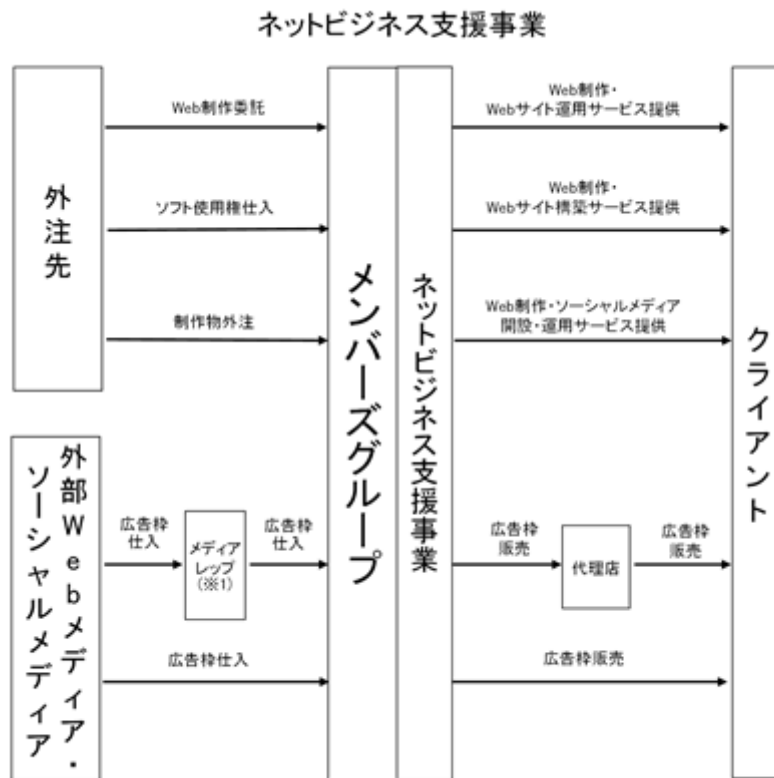 ネットビジネス支援事業
外注先
Web制作委託
ソフト使用権仕入
制作物外注
外部Webメディア・
ソーシャルメディア
広告枠
仕入
メディア
レップ
(※1)
広告枠
仕入
広告枠仕入
メンバーズグループ
ネットビジネス支援事業
Web制作・
Webサイト運用サービス提供
Web制作・
Webサイト構築サービス提供
Web制作・ソーシャルメディア
開設・運用サービス提供
広告枠
販売
代理店
広告枠
販売
広告枠販売
クライアント